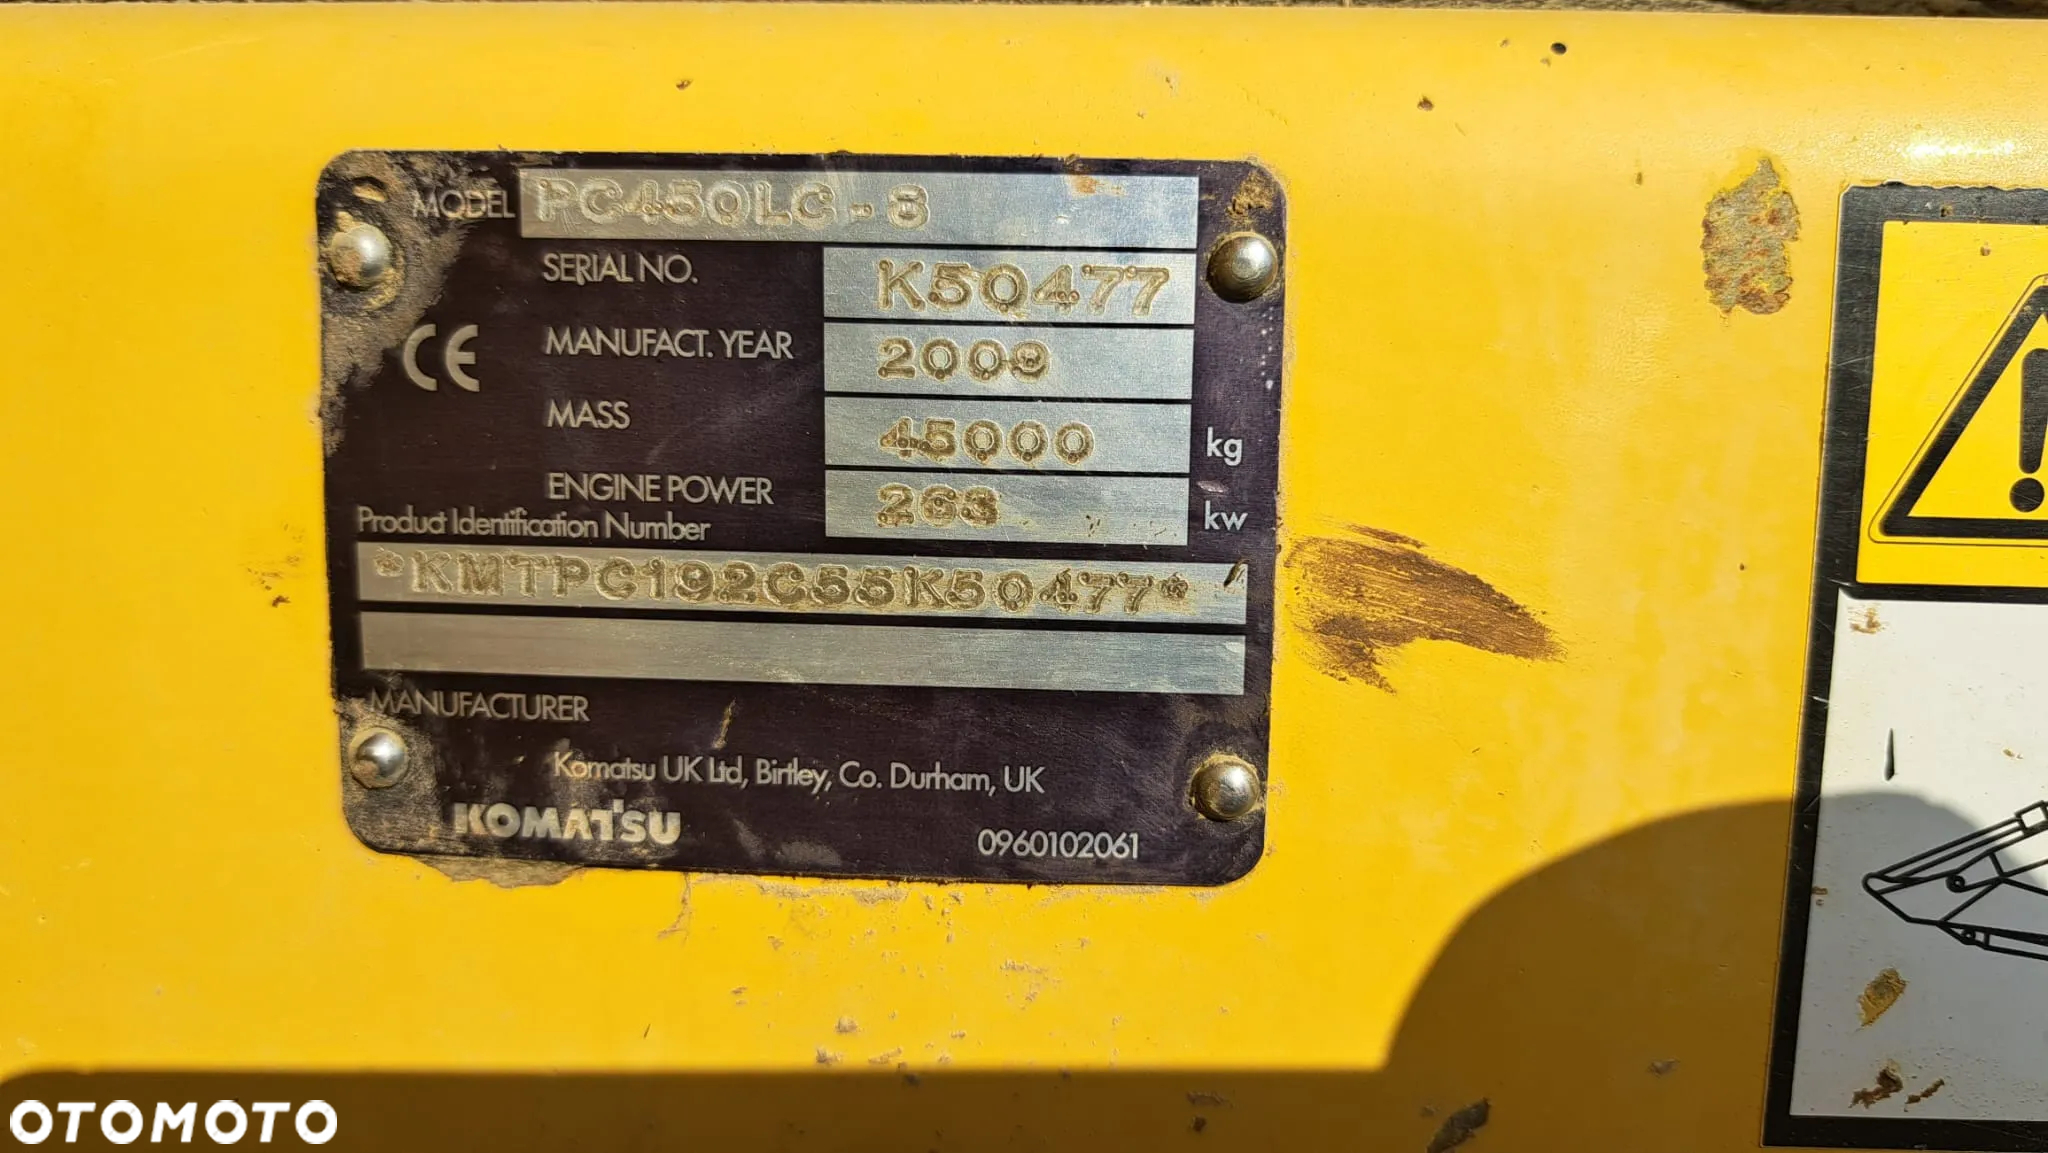 MODEL PC450LC-8
SERIAL NO. K50477
MANUFACT. YEAR 2009
MASS 45000 kg
ENGINE POWER 263 kw
Product Identification Number
*KMTPC192C55K50477*
MANUFACTURER
Komatsu UK Ltd, Birtley, Co. Durham, UK
KOMATSU
0960102061
CE
OTOMOTO